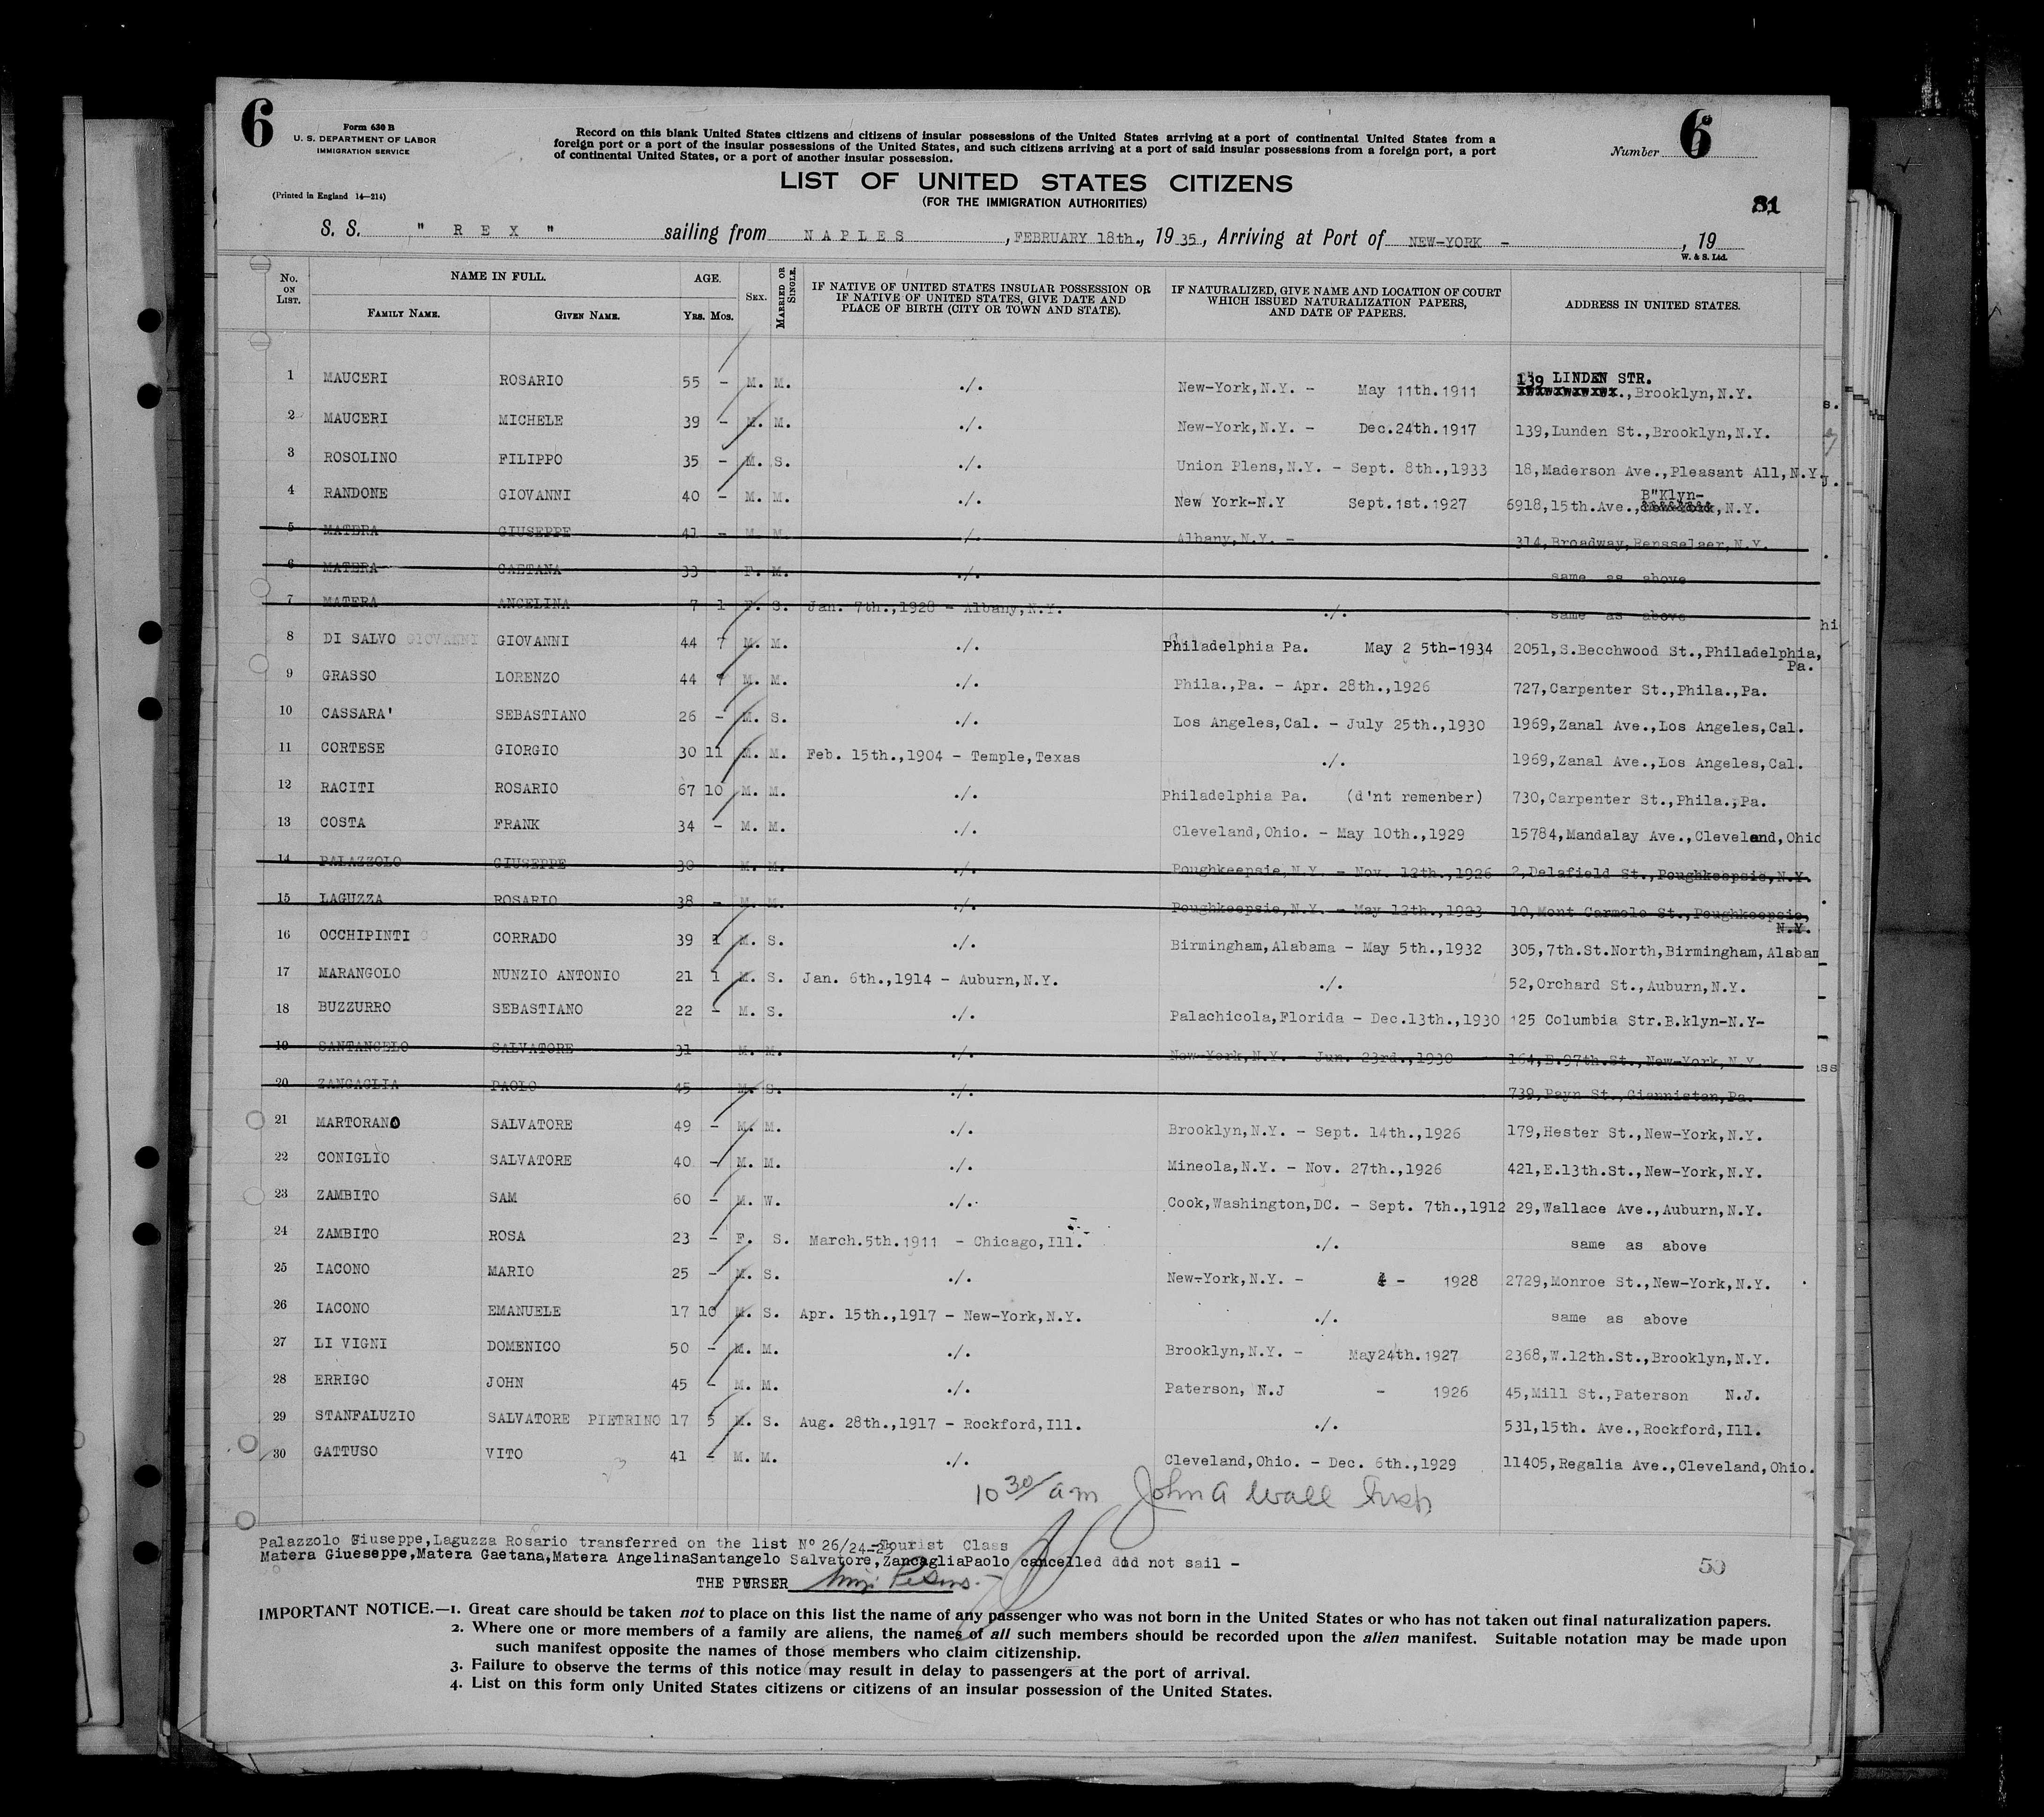 6
Form 630 B
U. S. DEPARTMENT OF LABOR
IMMIGRATION SERVICE
(Printed in England 14—214)
Record on this blank United States citizens and citizens of insular possessions of the United States arriving at a port of continental United States from a
foreign port or a port of the insular possessions of the United States, and such citizens arriving at a port of said insular possessions from a foreign port, a port
of continental United States, or a port of another insular possession.
Number 6
LIST OF UNITED STATES CITIZENS
(FOR THE IMMIGRATION AUTHORITIES)
31
S. S. " R E X " sailing from NAPLES, FEBRUARY 18th., 1935, Arriving at Port of NEW-YORK - , 19
W. & S. Ltd.
No. ON LIST. NAME IN FULL. FAMILY NAME. GIVEN NAME. AGE. YRS. MOS. SEX. MARRIED OR SINGLE. IF NATIVE OF UNITED STATES INSULAR POSSESSION OR IF NATIVE OF UNITED STATES, GIVE DATE AND PLACE OF BIRTH (CITY OR TOWN AND STATE). IF NATURALIZED, GIVE NAME AND LOCATION OF COURT WHICH ISSUED NATURALIZATION PAPERS, AND DATE OF PAPERS. ADDRESS IN UNITED STATES.
1 MAUCERI ROSARIO 55 - M. M. ./. New-York, N.Y. - May 11th.1911 139 LINDEN STR., Brooklyn, N.Y.
2 MAUCERI MICHELE 39 - M. M. ./. New-York, N.Y. - Dec.24th.1917 139, Lunden St., Brooklyn, N.Y.
3 ROSOLINO FILIPPO 35 - M. S. ./. Union Plens, N.Y. - Sept. 8th., 1933 18, Maderson Ave., Pleasant All, N.Y.
4 RANDONE GIOVANNI 40 - M. M. ./. New York-N.Y Sept.1st.1927 6918, 15th.Ave., B"Klyn- N.Y.
5 MATERA GIUSEPPE 41 - M. M. ./. Albany, N.Y. - 314, Broadway, Rensselaer, N.Y.
6 MATERA GAETANA 33 F. M. ./. same as above
7 MATERA ANGELINA 7 1 F. S. Jan. 7th., 1928 - Albany, N.Y. ./. same as above
8 DI SALVO GIOVANNI GIOVANNI 44 7 M. M. ./. Philadelphia Pa. May 2 5th-1934 2051, S.Becchwood St., Philadelphia, Pa.
9 GRASSO LORENZO 44 7 M. M. ./. Phila., Pa. - Apr. 28th., 1926 727, Carpenter St., Phila., Pa.
10 CASSARA' SEBASTIANO 26 - M. S. ./. Los Angeles, Cal. - July 25th., 1930 1969, Zanal Ave., Los Angeles, Cal.
11 CORTESE GIORGIO 30 11 M. M. Feb. 15th., 1904 - Temple, Texas ./. 1969, Zanal Ave., Los Angeles, Cal.
12 RACITI ROSARIO 67 10 M. M. ./. Philadelphia Pa. (d'nt remenber) 730, Carpenter St., Phila., Pa.
13 COSTA FRANK 34 - M. M. ./. Cleveland, Ohio. - May 10th., 1929 15784, Mandalay Ave., Cleveland, Ohio
14 PALAZZOLO GIUSEPPE 30 M. M. ./. Poughkeepsie, N.Y. - Nov. 12th., 1926 2, Delafield St., Poughkeepsie, N.Y.
15 LAGUZZA ROSARIO 38 - M. M. ./. Poughkeepsie, N.Y. - May 12th., 1923 10, Mont Carmelo St., Poughkeepsie, N.Y.
16 OCCHIPINTI CORRADO 39 1 M. S. ./. Birmingham, Alabama - May 5th., 1932 305, 7th.St.North, Birmingham, Alabam
17 MARANGOLO NUNZIO ANTONIO 21 1 M. S. Jan. 6th., 1914 - Auburn, N.Y. ./. 52, Orchard St., Auburn, N.Y.
18 BUZZURRO SEBASTIANO 22 - M. S. ./. Palachicola, Florida - Dec.13th., 1930 125 Columbia Str.B.klyn-N.Y-
19 SANTANGELO SALVATORE 31 M. M. ./. New-York, N.Y. - Jun. 23rd., 1930 164, E.97th.St., New-York, N.Y.
20 ZANCAGLIA PAOLO 45 M. S. ./. 739, Payn St., Ciannistan, Pa.
21 MARTORANO SALVATORE 49 - M. M. ./. Brooklyn, N.Y. - Sept. 14th., 1926 179, Hester St., New-York, N.Y.
22 CONIGLIO SALVATORE 40 - M. M. ./. Mineola, N.Y. - Nov. 27th., 1926 421, E.13th.St., New-York, N.Y.
23 ZAMBITO SAM 60 - M. W. ./. Cook, Washington, DC. - Sept. 7th., 1912 29, Wallace Ave., Auburn, N.Y.
24 ZAMBITO ROSA 23 - F. S. March.5th.1911 - Chicago, Ill. ./. same as above
25 IACONO MARIO 25 - M. S. ./. New-York, N.Y. - - 1928 2729, Monroe St., New-York, N.Y.
26 IACONO EMANUELE 17 10 M. S. Apr. 15th., 1917 - New-York, N.Y. ./. same as above
27 LI VIGNI DOMENICO 50 - M. M. ./. Brooklyn, N.Y. - May24th.1927 2368, W.12th.St., Brooklyn, N.Y.
28 ERRIGO JOHN 45 - M. M. ./. Paterson, N.J - 1926 45, Mill St., Paterson N.J.
29 STANFALUZIO SALVATORE PIETRINO 17 5 M. S. Aug. 28th., 1917 - Rockford, Ill. ./. 531, 15th. Ave., Rockford, Ill.
30 GATTUSO VITO 41 - M. M. ./. Cleveland, Ohio. - Dec. 6th., 1929 11405, Regalia Ave., Cleveland, Ohio.
10 30/ am John A Wall Insp.
Palazzolo Giuseppe, Laguzza Rosario transferred on the list N° 26/24-25 Tourist Class
Matera Giueseppe, Matera Gaetana, Matera AngelinaSantangelo Salvatore, ZancagliaPaolo cancelled did not sail -
50
THE PURSER
IMPORTANT NOTICE.—1. Great care should be taken not to place on this list the name of any passenger who was not born in the United States or who has not taken out final naturalization papers.
2. Where one or more members of a family are aliens, the names of all such members should be recorded upon the alien manifest. Suitable notation may be made upon
such manifest opposite the names of those members who claim citizenship.
3. Failure to observe the terms of this notice may result in delay to passengers at the port of arrival.
4. List on this form only United States citizens or citizens of an insular possession of the United States.